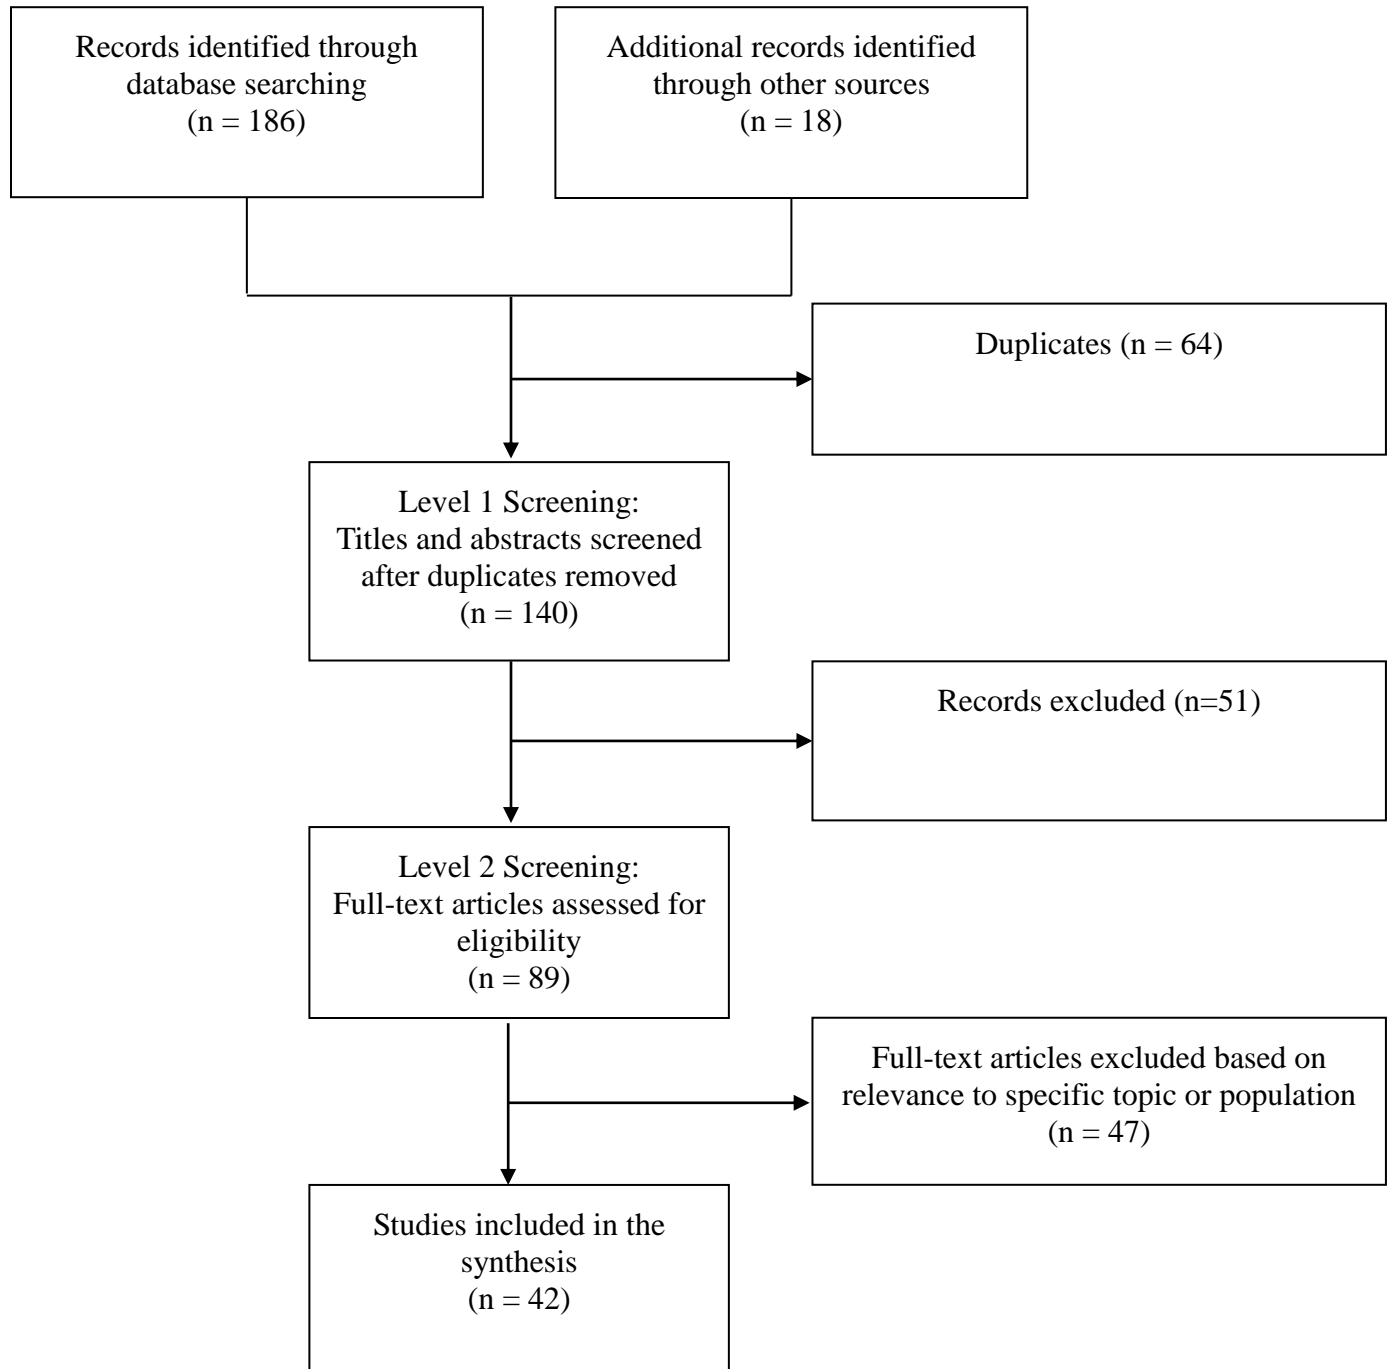 Records identified through
database searching
(n = 186)
Additional records identified
through other sources
(n = 18)
Duplicates (n = 64)
Level 1 Screening:
Titles and abstracts screened
after duplicates removed
(n = 140)
Records excluded (n=51)
Level 2 Screening:
Full-text articles assessed for
eligibility
(n = 89)
Full-text articles excluded based on
relevance to specific topic or population
(n = 47)
Studies included in the
synthesis
(n = 42)